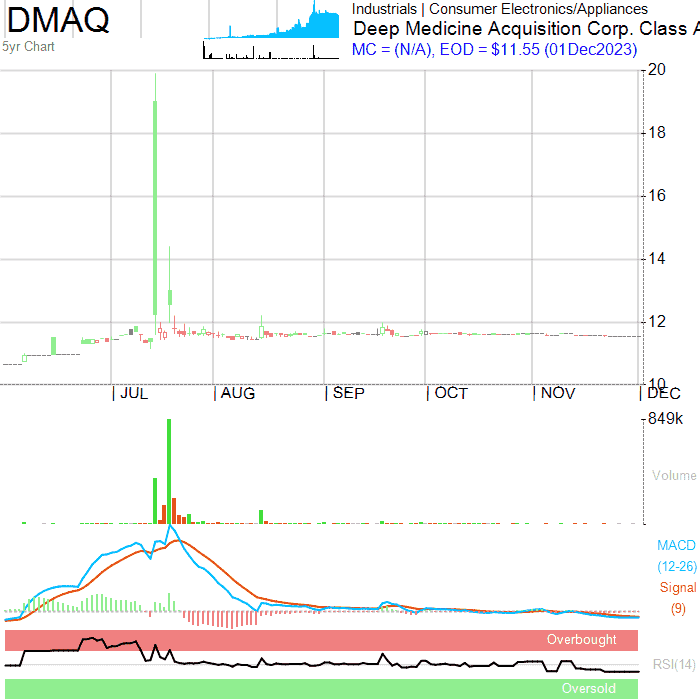 DMAQ
5yr Chart
Industrials | Consumer Electronics/Appliances
Deep Medicine Acquisition Corp. Class A
MC = (N/A), EOD = $11.55 (01Dec2023)
20
18
16
14
12
10
JUL AUG SEP OCT NOV DEC
849k
Volume
MACD
(12-26)
Signal
(9)
Overbought
RSI(14)
Oversold